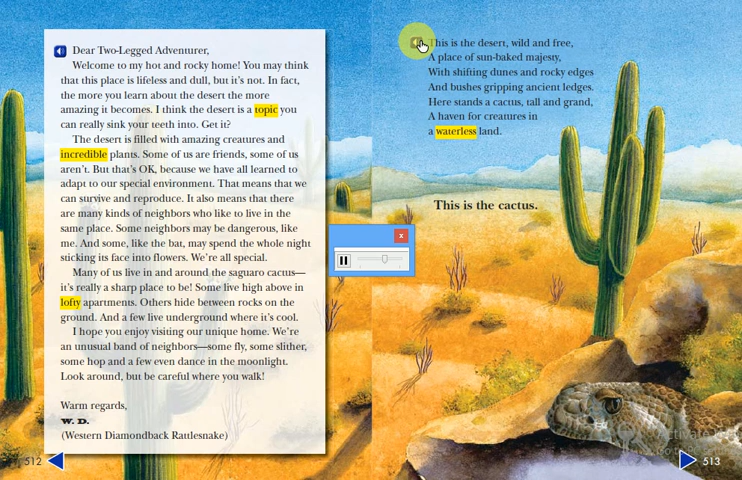 Dear Two-Legged Adventurer,
Welcome to my hot and rocky home! You may think
that this place is lifeless and dull, but it's not. In fact,
the more you learn about the desert the more
amazing it becomes. I think the desert is a topic you
can really sink your teeth into. Get it?
The desert is filled with amazing creatures and
incredible plants. Some of us are friends, some of us
aren't. But that's OK, because we have all learned to
adapt to our special environment. That means that we
can survive and reproduce. It also means that there
are many kinds of neighbors who like to live in the
same place. Some neighbors may be dangerous, like
me. And some, like the bat, may spend the whole night
sticking its face into flowers. We're all special.
Many of us live in and around the saguaro cactus—
it's really a sharp place to be! Some live high above in
lofty apartments. Others hide between rocks on the
ground. And a few live underground where it's cool.
I hope you enjoy visiting our unique home. We're
an unusual band of neighbors—some fly, some slither,
some hop and a few even dance in the moonlight.
Look around, but be careful where you walk!
Warm regards,
W. D.
(Western Diamondback Rattlesnake)
512
This is the desert, wild and free,
A place of sun-baked majesty,
With shifting dunes and rocky edges
And bushes gripping ancient ledges.
Here stands a cactus, tall and grand,
A haven for creatures in
a waterless land.
This is the cactus.
x
513